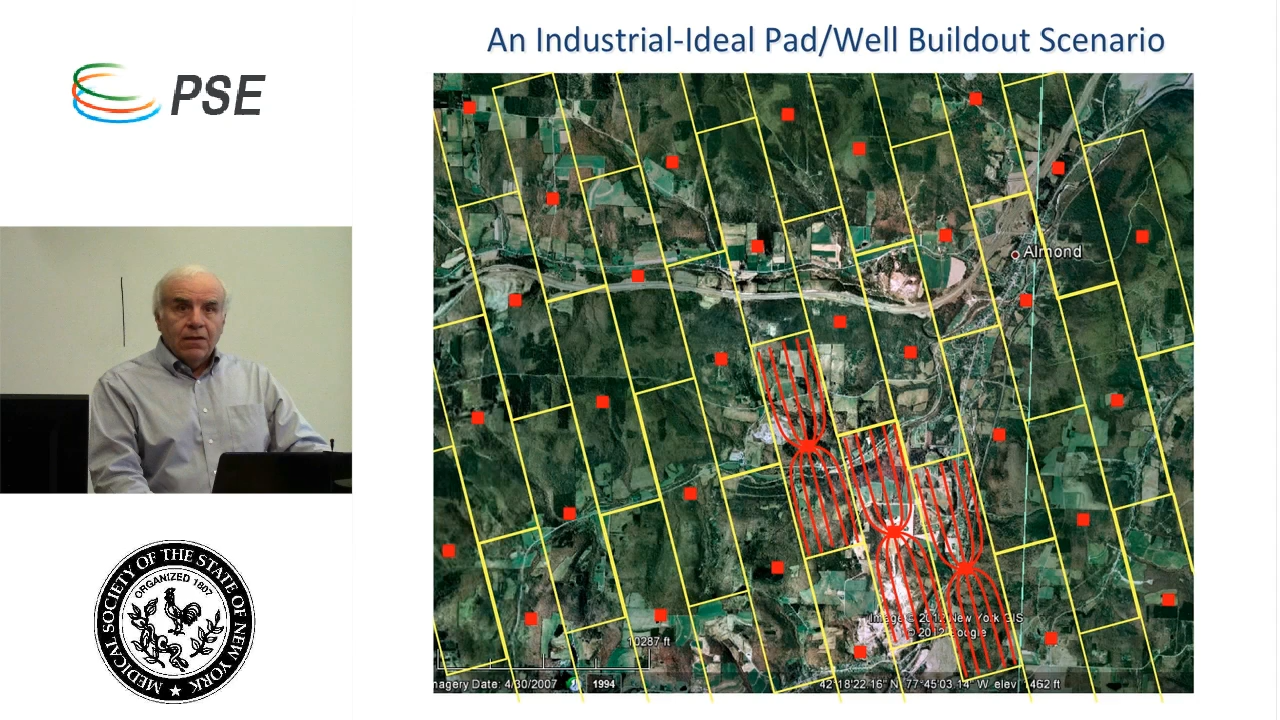 An Industrial-Ideal Pad/Well Buildout Scenario
PSE
Almond
Image © 2012 New York GIS
© 2012 Google
10287 ft
magery Date: 4/30/2007
1994
42°18'22.16" N 77°45'03.14" W elev 1462 ft
MEDICAL SOCIETY OF THE STATE OF NEW YORK
ORGANIZED 1807